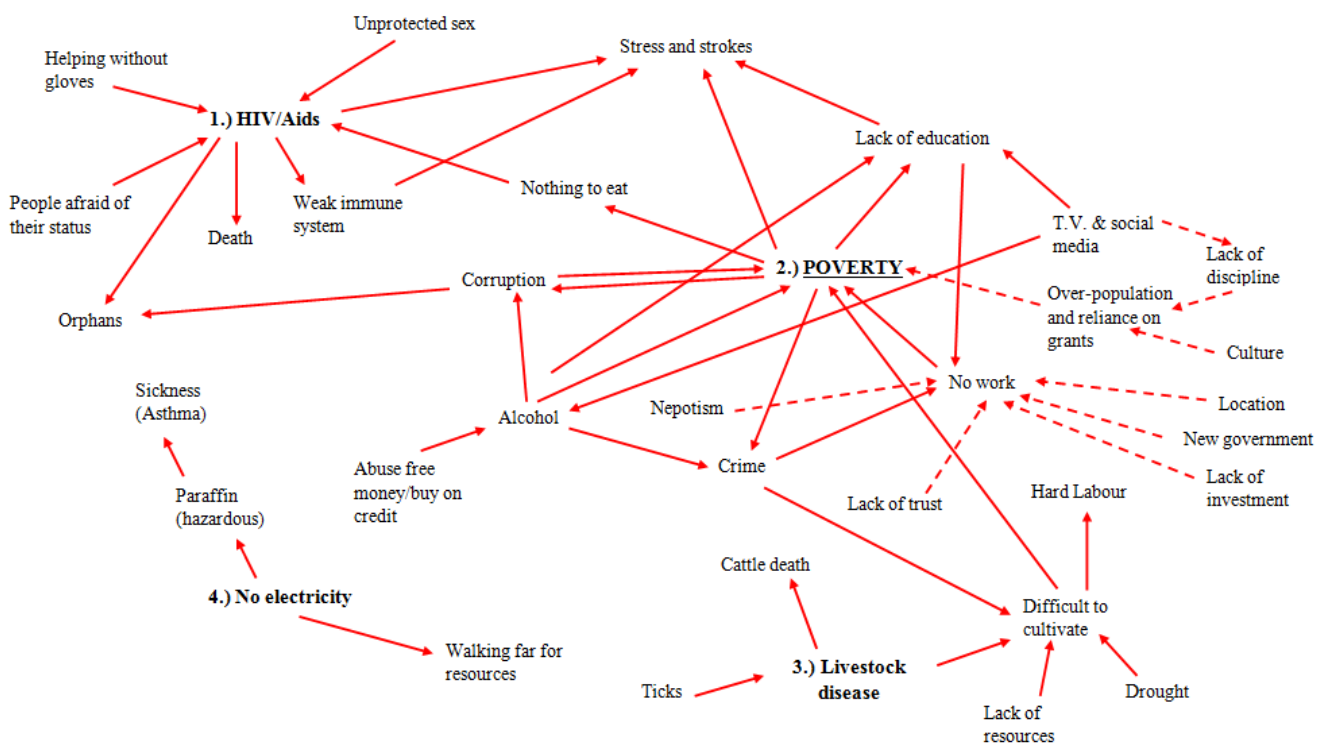 Unprotected sex
Stress and strokes
Helping without
gloves
1.) HIV/Aids
Lack of education
People afraid of
their status
Death
Weak immune
system
Nothing to eat
T.V. & social
media
Lack of
discipline
Corruption
2.) POVERTY
Over-population
and reliance on
grants
Orphans
Culture
Sickness
(Asthma)
Alcohol
Nepotism
No work
Location
New government
Abuse free
money/buy on
credit
Crime
Lack of
investment
Paraffin
(hazardous)
Lack of trust
Hard Labour
Cattle death
4.) No electricity
Difficult to
cultivate
Walking far for
resources
Ticks
3.) Livestock
disease
Drought
Lack of
resources